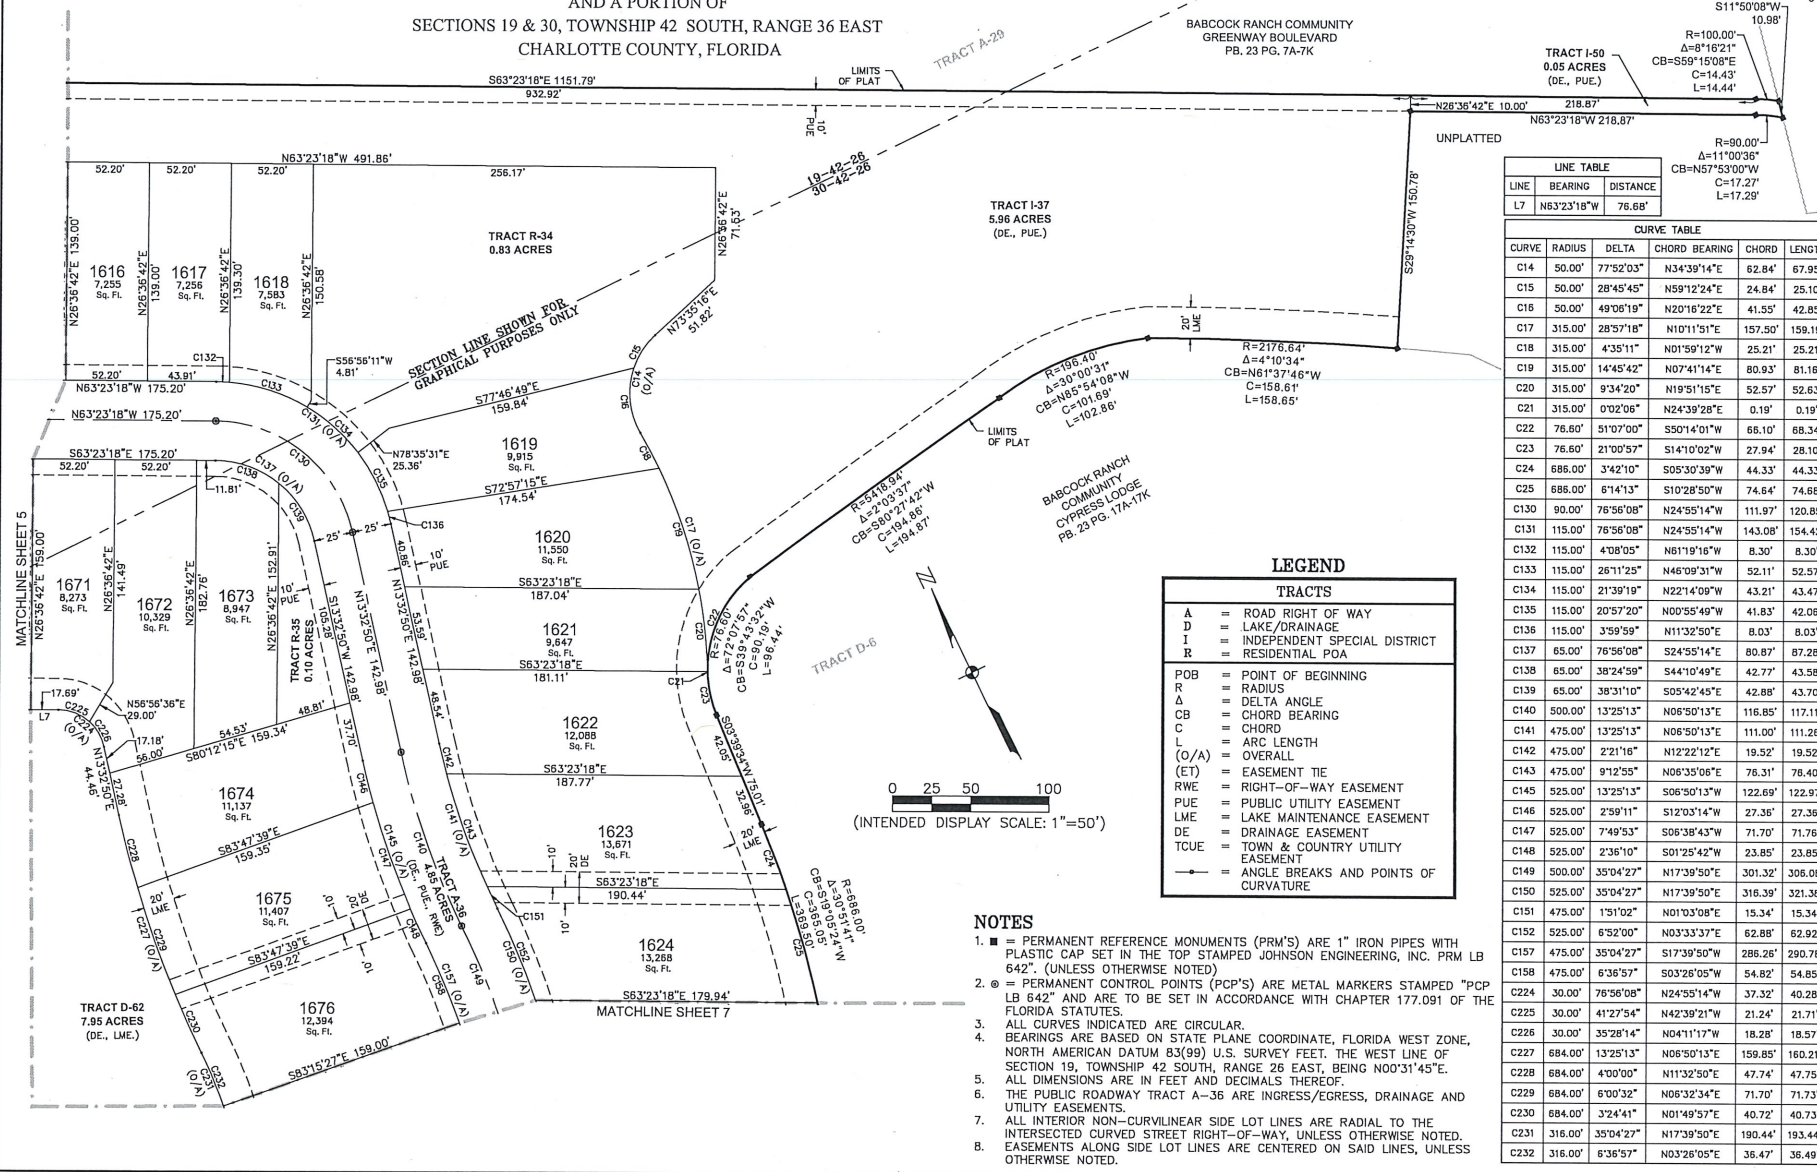 AND A PORTION OF
SECTIONS 19 & 30, TOWNSHIP 42 SOUTH, RANGE 36 EAST
CHARLOTTE COUNTY, FLORIDA
TRACT A-29
BABCOCK RANCH COMMUNITY
GREENWAY BOULEVARD
PB. 23 PG. 7A-7K
S11°50'08"W
10.98'
R=100.00'
Δ=8°16'21"
CB=S59°15'08"E
C=14.43'
L=14.44'
TRACT I-50
0.05 ACRES
(DE., PUE.)
LIMITS
OF PLAT
S63°23'18"E 1151.79'
932.92'
10'
PUE
N26°36'42"E 10.00'
218.87'
N63°23'18"W 218.87'
UNPLATTED
R=90.00'
Δ=11°00'36"
CB=N57°53'00"W
C=17.27'
L=17.29'
N63°23'18"W 491.86'
52.20'
52.20'
52.20'
256.17'
19-42-26
30-42-26
TRACT I-37
5.96 ACRES
(DE., PUE.)
S29°14'30"W 150.78'
TRACT R-34
0.83 ACRES
N26°36'42"E
71.53'
N26°36'42"E 139.00'
1616
7,255
Sq. Ft.
N26°36'42"E
139.00'
1617
7,256
Sq. Ft.
N26°36'42"E
139.30'
1618
7,583
Sq. Ft.
N26°36'42"E
150.58'
N73°35'16"E
51.82'
SECTION LINE SHOWN FOR
GRAPHICAL PURPOSES ONLY
C132
S56°56'11"W
4.81'
C15
C14
(O/A)
C16
52.20'
43.91'
N63°23'18"W 175.20'
C133
C131 (O/A)
C134
S77°46'49"E
159.84'
N63°23'18"W 175.20'
1619
9,915
Sq. Ft.
N78°35'31"E
25.36'
C18
S63°23'18"E 175.20'
52.20'
52.20'
11.81'
C138
C137 (O/A)
C130
C135
S72°57'15"E
174.54'
C139
C136
25'
25'
20'
LME
R=2176.64'
Δ=4°10'34"
CB=N61°37'46"W
C=158.61'
L=158.65'
R=196.40'
Δ=30°00'31"
CB=N85°54'08"W
C=101.69'
L=102.86'
LIMITS
OF PLAT
R=5418.94'
Δ=2°03'37"
CB=S80°27'42"W
C=194.86'
L=194.87'
BABCOCK RANCH
COMMUNITY
CYPRESS LODGE
PB. 23 PG. 17A-17K
MATCHLINE SHEET 5
N26°36'42"E 159.00'
1671
8,273
Sq. Ft.
N26°36'42"E
141.49'
1672
10,329
Sq. Ft.
N26°36'42"E
182.76'
1673
8,947
Sq. Ft.
N26°36'42"E 152.91'
10'
PUE
TRACT R-35
0.10 ACRES
105.28'
S13°32'50"W 142.98'
N13°32'50"E 142.98'
40.86'
N13°32'50"E 142.98'
53.59'
48.54'
10'
PUE
1620
11,550
Sq. Ft.
C17 (O/A)
C19
S63°23'18"E
187.04'
1621
9,647
Sq. Ft.
C20
C22
R=76.60'
Δ=72°07'57"
CB=S39°43'32"W
C=90.19'
L=96.44'
S63°23'18"E
181.11'
C21
C23
TRACT D-6
N
1622
12,088
Sq. Ft.
S03°39'34"W 75.01'
42.05'
32.96'
17.69'
L7
C225
C224
(O/A)
C226
N56°56'36"E
29.00'
17.18'
56.00'
54.53'
48.81'
S80°12'15"E 159.34'
N13°32'50"E
44.46'
27.28'
37.70'
C142
S63°23'18"E
187.77'
1674
11,137
Sq. Ft.
C146
C141 (O/A)
C143
1623
13,671
Sq. Ft.
20'
LME
C24
0 25 50 100
(INTENDED DISPLAY SCALE: 1"=50')
C228
S83°47'39"E
159.35'
C145 (O/A)
C147
C140
TRACT A-36
4.85 ACRES
(DE., PUE., RWE)
10'
20'
DE
S63°23'18"E
190.44'
10'
C151
R=686.00'
Δ=30°51'41"
CB=S19°05'24"W
C=365.05'
L=369.50'
C25
20'
LME
1675
11,407
Sq. Ft.
10'
20'
DE
10'
C227 (O/A)
C229
S83°47'39"E
159.22'
C148
C149
C152
C150 (O/A)
1624
13,268
Sq. Ft.
TRACT D-62
7.95 ACRES
(DE., LME.)
1676
12,394
Sq. Ft.
C157 (O/A)
C158
C230
C232
C231
(O/A)
S83°15'27"E 159.00'
S63°23'18"E 179.94'
MATCHLINE SHEET 7
LEGEND
TRACTS
A = ROAD RIGHT OF WAY
D = LAKE/DRAINAGE
I = INDEPENDENT SPECIAL DISTRICT
R = RESIDENTIAL POA
POB = POINT OF BEGINNING
R = RADIUS
Δ = DELTA ANGLE
CB = CHORD BEARING
C = CHORD
L = ARC LENGTH
(O/A) = OVERALL
(ET) = EASEMENT TIE
RWE = RIGHT-OF-WAY EASEMENT
PUE = PUBLIC UTILITY EASEMENT
LME = LAKE MAINTENANCE EASEMENT
DE = DRAINAGE EASEMENT
TCUE = TOWN & COUNTRY UTILITY
EASEMENT
= ANGLE BREAKS AND POINTS OF
CURVATURE
NOTES
1. ■ = PERMANENT REFERENCE MONUMENTS (PRM'S) ARE 1" IRON PIPES WITH
PLASTIC CAP SET IN THE TOP STAMPED JOHNSON ENGINEERING, INC. PRM LB
642". (UNLESS OTHERWISE NOTED)
2. ⊙ = PERMANENT CONTROL POINTS (PCP'S) ARE METAL MARKERS STAMPED "PCP
LB 642" AND ARE TO BE SET IN ACCORDANCE WITH CHAPTER 177.091 OF THE
FLORIDA STATUTES.
3. ALL CURVES INDICATED ARE CIRCULAR.
4. BEARINGS ARE BASED ON STATE PLANE COORDINATE, FLORIDA WEST ZONE,
NORTH AMERICAN DATUM 83(99) U.S. SURVEY FEET. THE WEST LINE OF
SECTION 19, TOWNSHIP 42 SOUTH, RANGE 26 EAST, BEING N00°31'45"E.
5. ALL DIMENSIONS ARE IN FEET AND DECIMALS THEREOF.
6. THE PUBLIC ROADWAY TRACT A-36 ARE INGRESS/EGRESS, DRAINAGE AND
UTILITY EASEMENTS.
7. ALL INTERIOR NON-CURVILINEAR SIDE LOT LINES ARE RADIAL TO THE
INTERSECTED CURVED STREET RIGHT-OF-WAY, UNLESS OTHERWISE NOTED.
8. EASEMENTS ALONG SIDE LOT LINES ARE CENTERED ON SAID LINES, UNLESS
OTHERWISE NOTED.
LINE TABLE
LINE BEARING DISTANCE
L7 N63°23'18"W 76.68'
CURVE TABLE
CURVE RADIUS DELTA CHORD BEARING CHORD LENGT
C14 50.00' 77°52'03" N34°39'14"E 62.84' 67.95
C15 50.00' 28°45'45" N59°12'24"E 24.84' 25.10
C16 50.00' 49°06'19" N20°16'22"E 41.55' 42.85
C17 315.00' 28°57'18" N10°11'51"E 157.50' 159.19
C18 315.00' 4°35'11" N01°59'12"W 25.21' 25.21
C19 315.00' 14°45'42" N07°41'14"E 80.93' 81.16
C20 315.00' 9°34'20" N19°51'15"E 52.57' 52.63
C21 315.00' 0°02'06" N24°39'28"E 0.19' 0.19'
C22 76.60' 51°07'00" S50°14'01"W 66.10' 68.34
C23 76.60' 21°00'57" S14°10'02"W 27.94' 28.10
C24 686.00' 3°42'10" S05°30'39"W 44.33' 44.33
C25 686.00' 6°14'13" S10°28'50"W 74.64' 74.68
C130 90.00' 76°56'08" N24°55'14"W 111.97' 120.85
C131 115.00' 76°56'08" N24°55'14"W 143.08' 154.42
C132 115.00' 4°08'05" N61°19'16"W 8.30' 8.30'
C133 115.00' 26°11'25" N46°09'31"W 52.11' 52.57
C134 115.00' 21°39'19" N22°14'09"W 43.21' 43.47
C135 115.00' 20°57'20" N00°55'49"W 41.83' 42.06
C136 115.00' 3°59'59" N11°32'50"E 8.03' 8.03'
C137 65.00' 76°56'08" S24°55'14"E 80.87' 87.28
C138 65.00' 38°24'59" S44°10'49"E 42.77' 43.58
C139 65.00' 38°31'10" S05°42'45"E 42.88' 43.70
C140 500.00' 13°25'13" N06°50'13"E 116.85' 117.11
C141 475.00' 13°25'13" N06°50'13"E 111.00' 111.26
C142 475.00' 2°21'16" N12°22'12"E 19.52' 19.52
C143 475.00' 9°12'55" N06°35'06"E 76.31' 76.40
C145 525.00' 13°25'13" S06°50'13"W 122.69' 122.97
C146 525.00' 2°59'11" S12°03'14"W 27.36' 27.36
C147 525.00' 7°49'53" S06°38'43"W 71.70' 71.76
C148 525.00' 2°36'10" S01°25'42"W 23.85' 23.85
C149 500.00' 35°04'27" N17°39'50"E 301.32' 306.08
C150 525.00' 35°04'27" N17°39'50"E 316.39' 321.38
C151 475.00' 1°51'02" N01°03'08"E 15.34' 15.34
C152 525.00' 6°52'00" N03°33'37"E 62.88' 62.92
C157 475.00' 35°04'27" S17°39'50"W 286.26' 290.78
C158 475.00' 6°36'57" S03°26'05"W 54.82' 54.85
C224 30.00' 76°56'08" N24°55'14"W 37.32' 40.28
C225 30.00' 41°27'54" N42°39'21"W 21.24' 21.71'
C226 30.00' 35°28'14" N04°11'17"W 18.28' 18.57
C227 684.00' 13°25'13" N06°50'13"E 159.85' 160.21
C228 684.00' 4°00'00" N11°32'50"E 47.74' 47.75
C229 684.00' 6°00'32" N06°32'34"E 71.70' 71.73
C230 684.00' 3°24'41" N01°49'57"E 40.72' 40.73
C231 316.00' 35°04'27" N17°39'50"E 190.44' 193.44
C232 316.00' 6°36'57" N03°26'05"E 36.47' 36.49